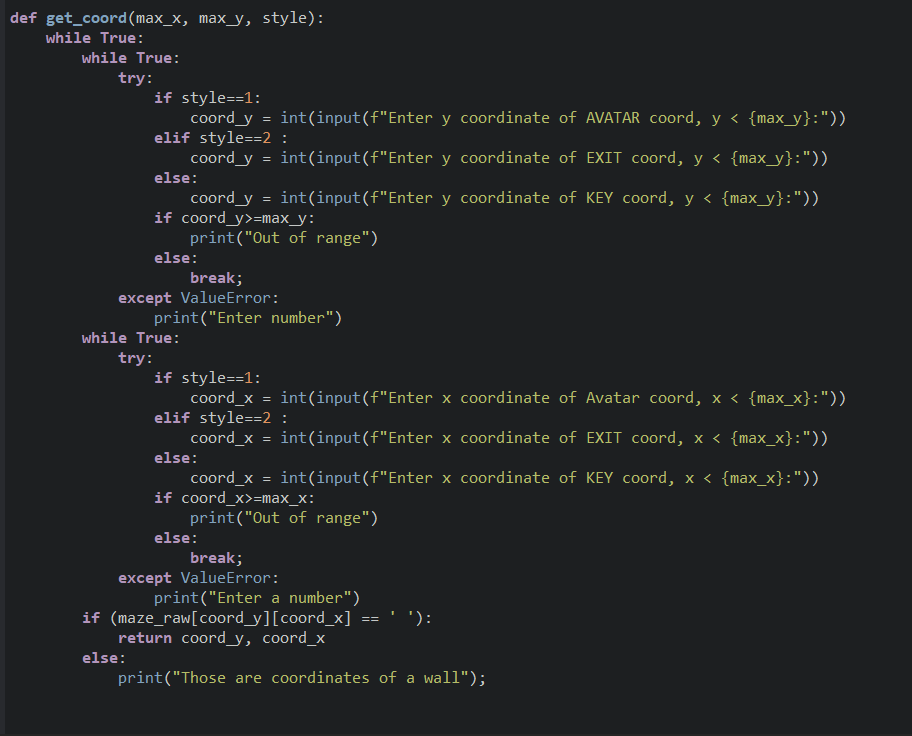 def get_coord(max_x, max_y, style):
    while True:
        while True:
            try:
                if style==1:
                    coord_y = int(input(f"Enter y coordinate of AVATAR coord, y < {max_y}:"))
                elif style==2 :
                    coord_y = int(input(f"Enter y coordinate of EXIT coord, y < {max_y}:"))
                else:
                    coord_y = int(input(f"Enter y coordinate of KEY coord, y < {max_y}:"))
                if coord_y>=max_y:
                    print("Out of range")
                else:
                    break;
            except ValueError:
                print("Enter number")
        while True:
            try:
                if style==1:
                    coord_x = int(input(f"Enter x coordinate of Avatar coord, x < {max_x}:"))
                elif style==2 :
                    coord_x = int(input(f"Enter x coordinate of EXIT coord, x < {max_x}:"))
                else:
                    coord_x = int(input(f"Enter x coordinate of KEY coord, x < {max_x}:"))
                if coord_x>=max_x:
                    print("Out of range")
                else:
                    break;
            except ValueError:
                print("Enter a number")
        if (maze_raw[coord_y][coord_x] == ' '):
            return coord_y, coord_x
        else:
            print("Those are coordinates of a wall");